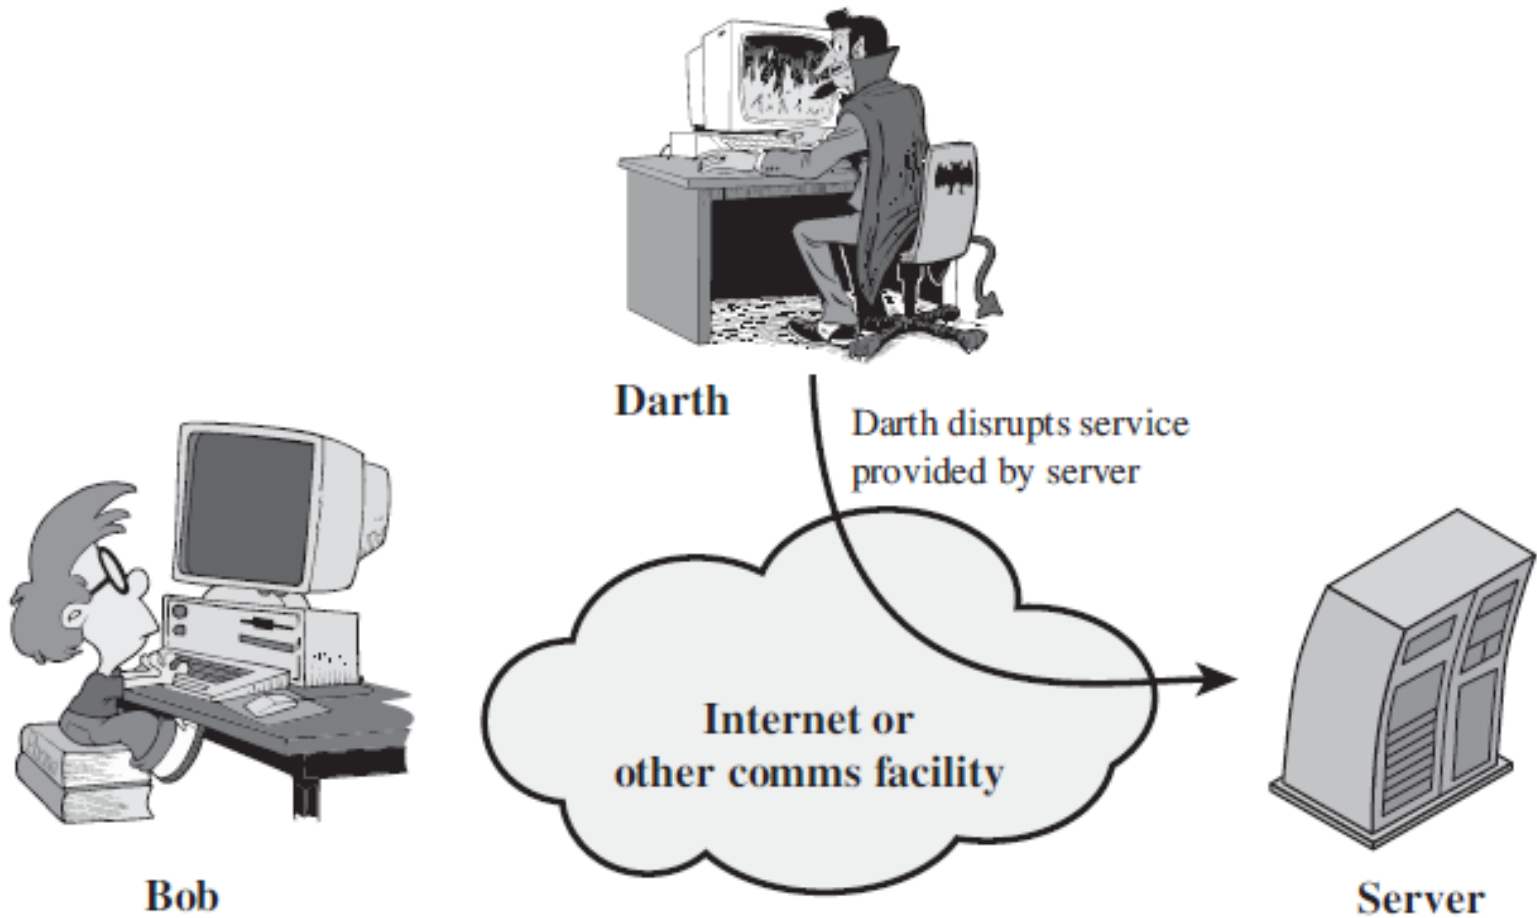 Darth
Darth disrupts service
provided by server
Internet or
other comms facility
Bob
Server